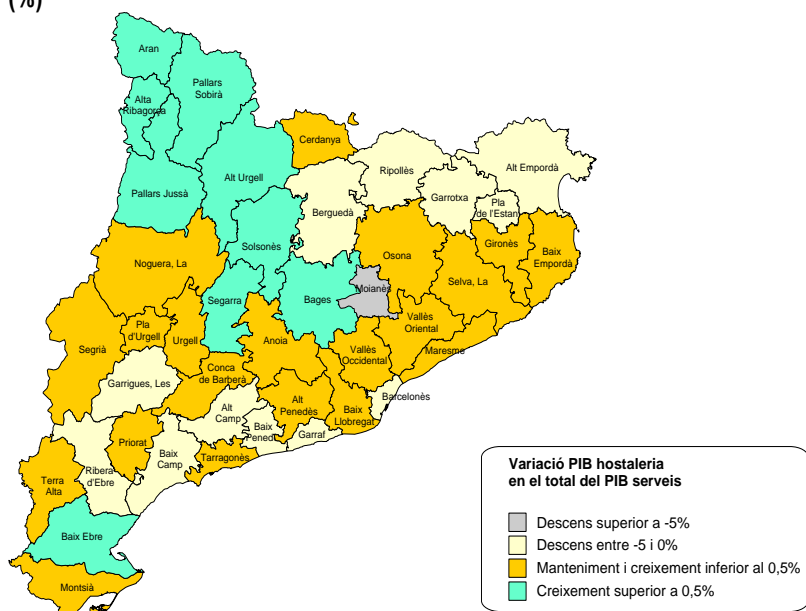 (%)
Aran
Pallars
Sobirà
Alta
Ribagorça
Cerdanya
Ripollès
Alt Empordà
Alt Urgell
Pallars Jussà
Garrotxa
Pla
de l'Estan
Berguedà
Solsonès
Osona
Gironès
Baix
Empordà
Noguera, La
Selva, La
Moianès
Segarra
Bages
Vallès
Oriental
Pla
d'Urgell
Urgell
Anoia
Segrià
Vallès
Occidental
Maresme
Conca
de Barberà
Garrigues, Les
Barcelonès
Alt
Penedès
Alt
Camp
Baix
Llobregat
Baix
Pened
Garraf
Priorat
Baix
Camp
Tarragonès
Ribera
d'Ebre
Terra
Alta
Baix Ebre
Montsià
Variació PIB hostaleria
en el total del PIB serveis
Descens superior a -5%
Descens entre -5 i 0%
Manteniment i creixement inferior al 0,5%
Creixement superior a 0,5%